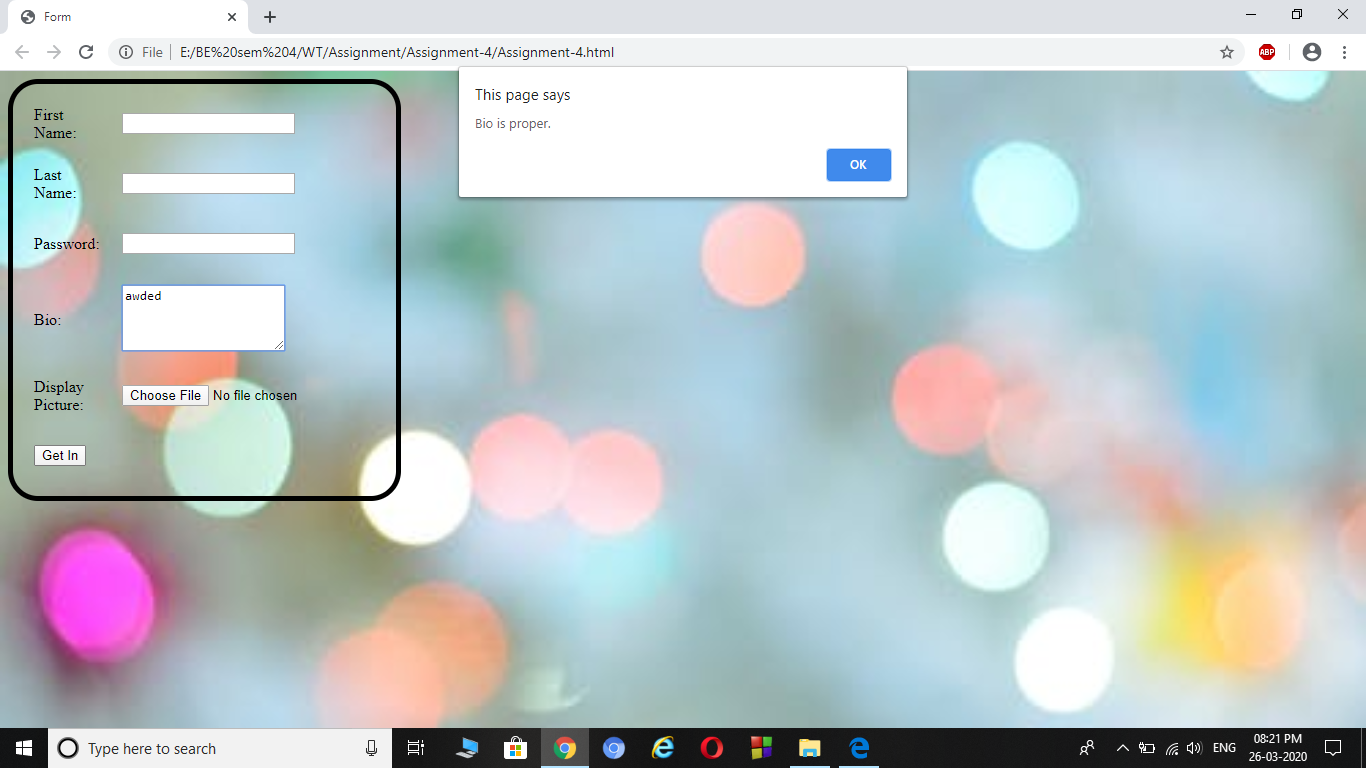 Form
File
E:/BE%20sem%204/WT/Assignment/Assignment-4/Assignment-4.html
ABP
This page says
Bio is proper.
OK
First
Name:
Last
Name:
Password:
Bio:
awded
Display
Picture:
Choose File No file chosen
Get In
Type here to search
ENG
08:21 PM
26-03-2020